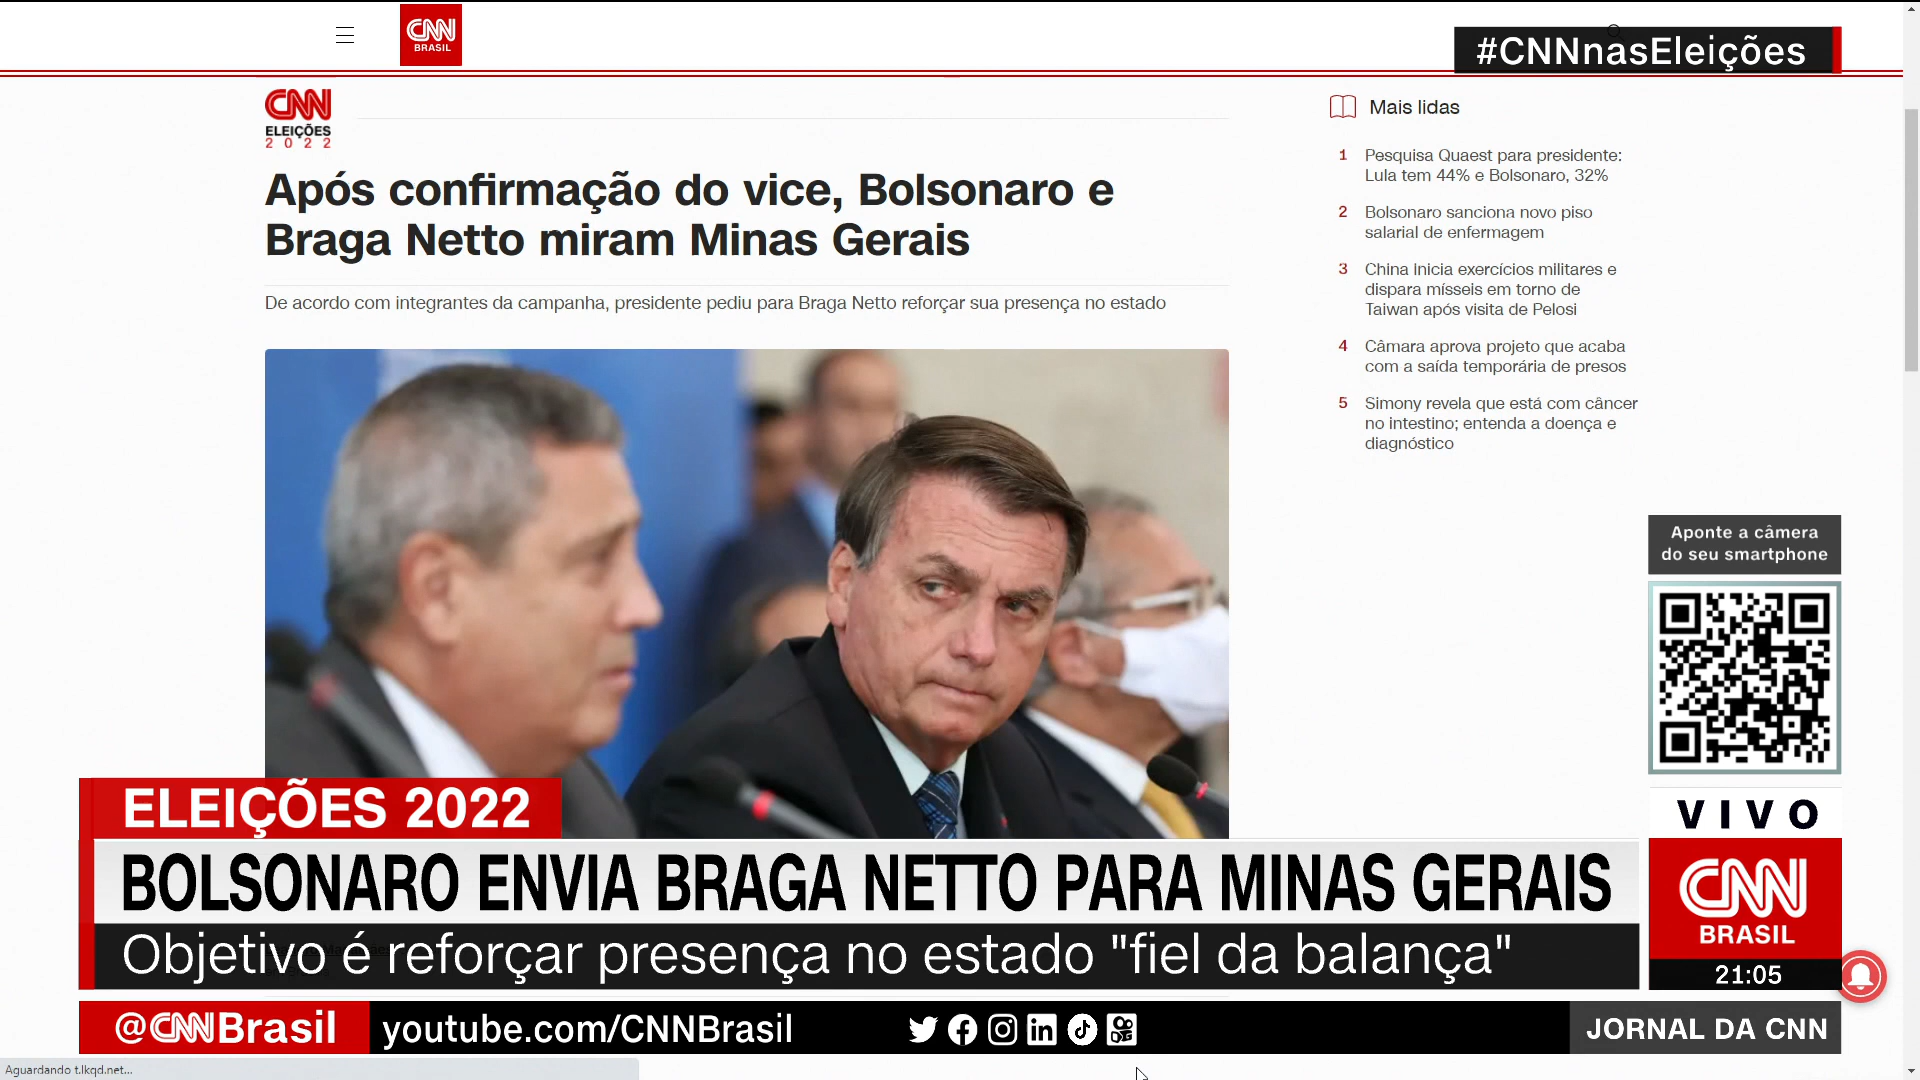 CNN
BRASIL
#CNNnasEleições
CNN
ELEIÇÕES
2022
Após confirmação do vice, Bolsonaro e
Braga Netto miram Minas Gerais
De acordo com integrantes da campanha, presidente pediu para Braga Netto reforçar sua presença no estado
Mais lidas
1 Pesquisa Quaest para presidente:
Lula tem 44% e Bolsonaro, 32%
2 Bolsonaro sanciona novo piso
salarial de enfermagem
3 China Inicia exercícios militares e
dispara mísseis em torno de
Taiwan após visita de Pelosi
4 Câmara aprova projeto que acaba
com a saída temporária de presos
5 Simony revela que está com câncer
no intestino; entenda a doença e
diagnóstico
Aponte a câmera
do seu smartphone
VIVO
CNN
BRASIL
21:05
ELEIÇÕES 2022
BOLSONARO ENVIA BRAGA NETTO PARA MINAS GERAIS
Objetivo é reforçar presença no estado "fiel da balança"
@CNNBrasil youtube.com/CNNBrasil
JORNAL DA CNN
Aguardando t.lkqd.net...